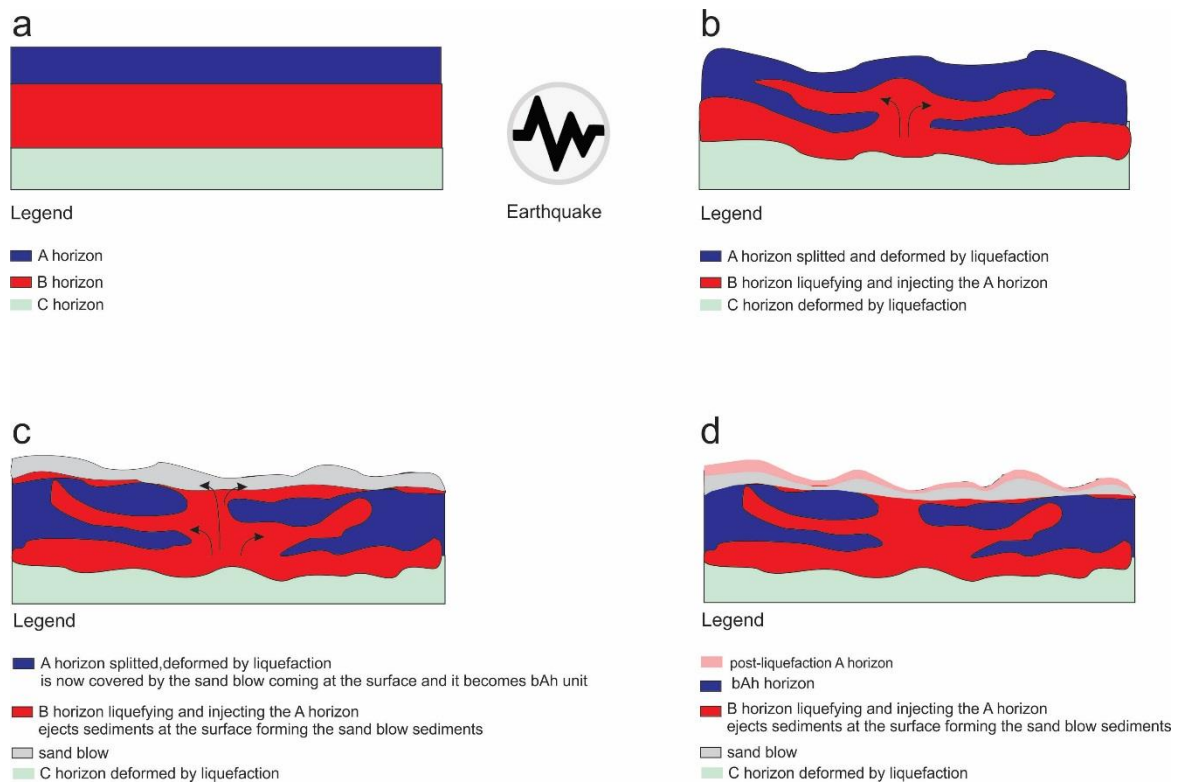 a
Legend
A horizon
B horizon
C horizon
Earthquake
b
Legend
A horizon splitted and deformed by liquefaction
B horizon liquefying and injecting the A horizon
C horizon deformed by liquefaction
c
Legend
A horizon splitted,deformed by liquefaction
is now covered by the sand blow coming at the surface and it becomes bAh unit
B horizon liquefying and injecting the A horizon
ejects sediments at the surface forming the sand blow sediments
sand blow
C horizon deformed by liquefaction
d
Legend
post-liquefaction A horizon
bAh horizon
B horizon liquefying and injecting the A horizon
ejects sediments at the surface forming the sand blow sediments
sand blow
C horizon deformed by liquefaction